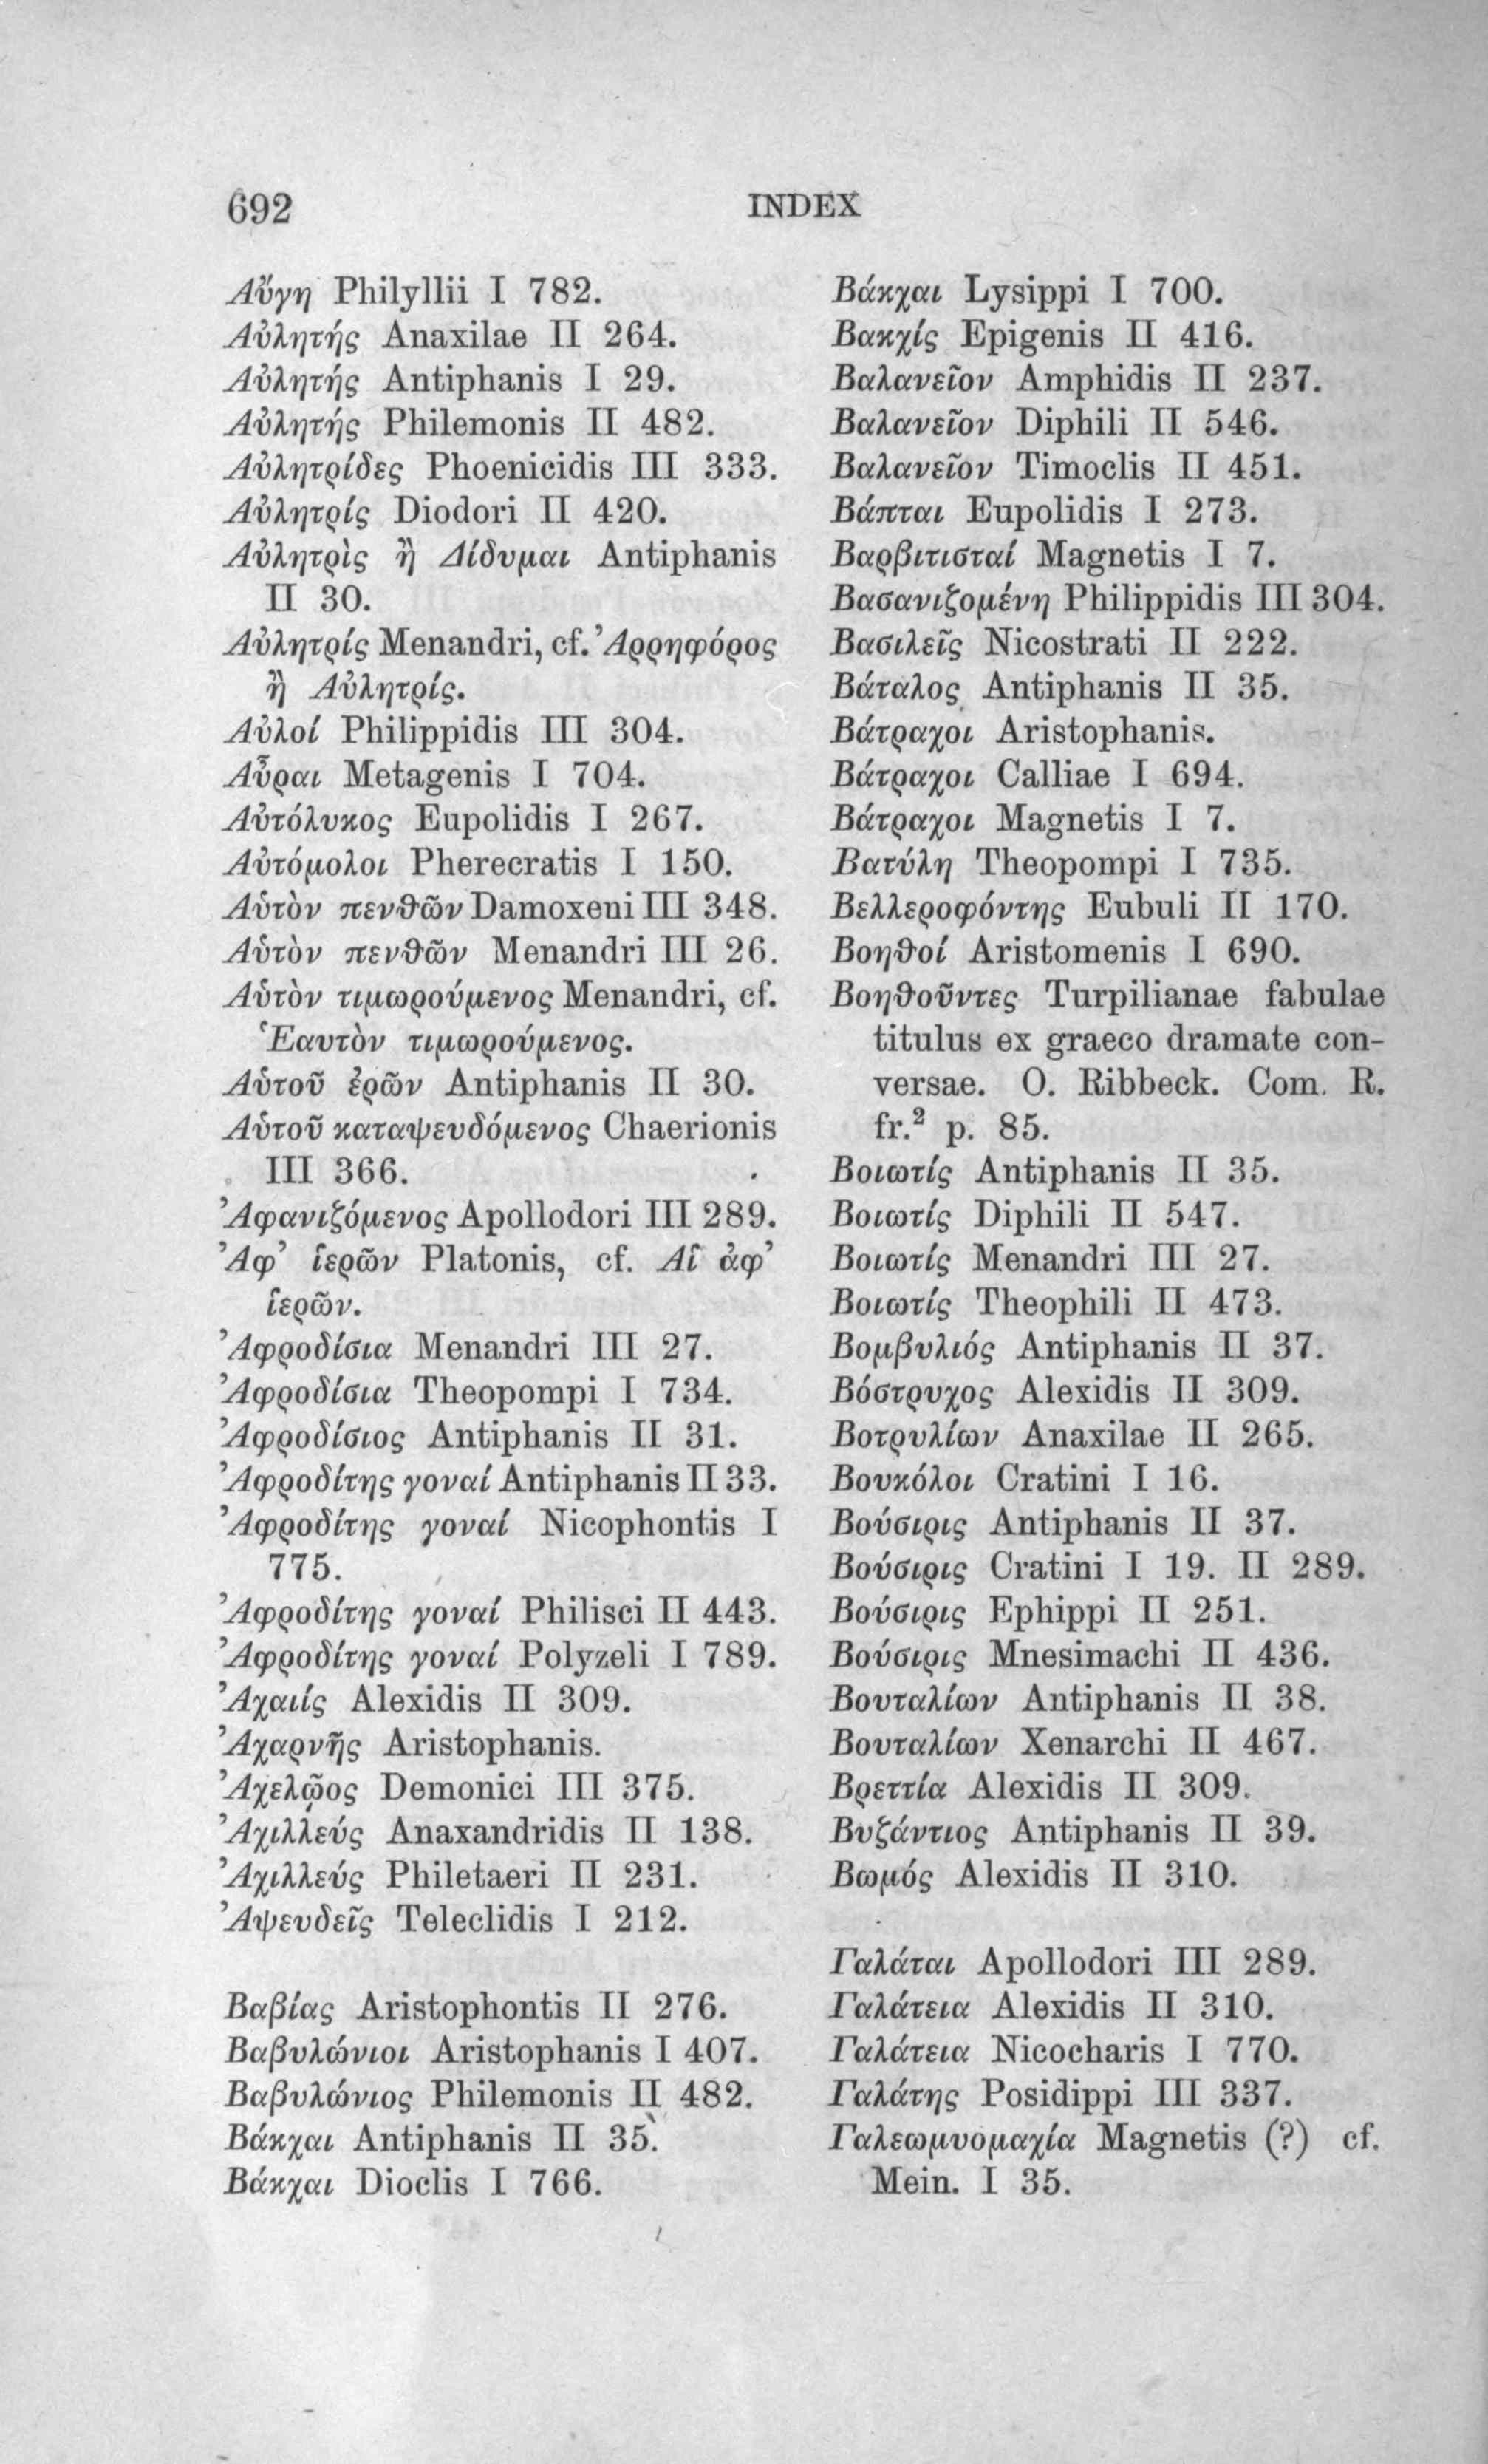 692
INDEX
Αὔγη Philyllii I 782.
Αὐλητής Anaxilae II 264.
Αὐλητής Antiphanis I 29.
Αὐλητής Philemonis II 482.
Αὐλητρίδες Phoenicidis III 333.
Αὐλητρίς Diodori II 420.
Αὐλητρὶς ἢ Δίδυμαι Antiphanis
II 30.
Αὐλητρίς Menandri, cf. Ἀρρηφόρος
ἢ Αὐλητρίς.
Αὐλοί Philippidis III 304.
Αὖραι Metagenis I 704.
Αὐτόλυκος Eupolidis I 267.
Αὐτόμολοι Pherecratis I 150.
Αὑτὸν πενθῶν Damoxeni III 348.
Αὑτὸν πενθῶν Menandri III 26.
Αὑτὸν τιμωρούμενος Menandri, cf.
Ἑαυτὸν τιμωρούμενος.
Αὑτοῦ ἐρῶν Antiphanis II 30.
Αὑτοῦ καταψευδόμενος Chaerionis
III 366.
Ἀφανιζόμενος Apollodori III 289.
Ἀφ’ ἱερῶν Platonis, cf. Αἱ ἀφ’
ἱερῶν.
Ἀφροδίσια Menandri III 27.
Ἀφροδίσια Theopompi I 734.
Ἀφροδίσιος Antiphanis II 31.
Ἀφροδίτης γοναί Antiphanis II 33.
Ἀφροδίτης γοναί Nicophontis I
775.
Ἀφροδίτης γοναί Philisci II 443.
Ἀφροδίτης γοναί Polyzeli I 789.
Ἀχαιίς Alexidis II 309.
Ἀχαρνῆς Aristophanis.
Ἀχελῷος Demonici III 375.
Ἀχιλλεύς Anaxandridis II 138.
Ἀχιλλεύς Philetaeri II 231.
Ἀψευδεῖς Teleclidis I 212.
Βαβίας Aristophontis II 276.
Βαβυλώνιοι Aristophanis I 407.
Βαβυλώνιος Philemonis II 482.
Βάκχαι Antiphanis II 35.
Βάκχαι Dioclis I 766.
Βάκχαι Lysippi I 700.
Βακχίς Epigenis II 416.
Βαλανεῖον Amphidis II 237.
Βαλανεῖον Diphili II 546.
Βαλανεῖον Timoclis II 451.
Βάπται Eupolidis I 273.
Βαρβιτισταί Magnetis I 7.
Βασανιζομένη Philippidis III 304.
Βασιλεῖς Nicostrati II 222.
Βάταλος Antiphanis II 35.
Βάτραχοι Aristophanis.
Βάτραχοι Calliae I 694.
Βάτραχοι Magnetis I 7.
Βατύλη Theopompi I 735.
Βελλεροφόντης Eubuli II 170.
Βοηθοί Aristomenis I 690.
Βοηθοῦντες Turpilianae fabulae
titulus ex graeco dramate con-
versae. O. Ribbeck. Com. R.
fr.² p. 85.
Βοιωτίς Antiphanis II 35.
Βοιωτίς Diphili II 547.
Βοιωτίς Menandri III 27.
Βοιωτίς Theophili II 473.
Βομβυλιός Antiphanis II 37.
Βόστρυχος Alexidis II 309.
Βοτρυλίων Anaxilae II 265.
Βουκόλοι Cratini I 16.
Βούσιρις Antiphanis II 37.
Βούσιρις Cratini I 19. II 289.
Βούσιρις Ephippi II 251.
Βούσιρις Mnesimachi II 436.
Βουταλίων Antiphanis II 38.
Βουταλίων Xenarchi II 467.
Βρεττία Alexidis II 309.
Βυζάντιος Antiphanis II 39.
Βωμός Alexidis II 310.
Γαλάται Apollodori III 289.
Γαλάτεια Alexidis II 310.
Γαλάτεια Nicocharis I 770.
Γαλάτης Posidippi III 337.
Γαλεωμυομαχία Magnetis (?) cf.
Mein. I 35.